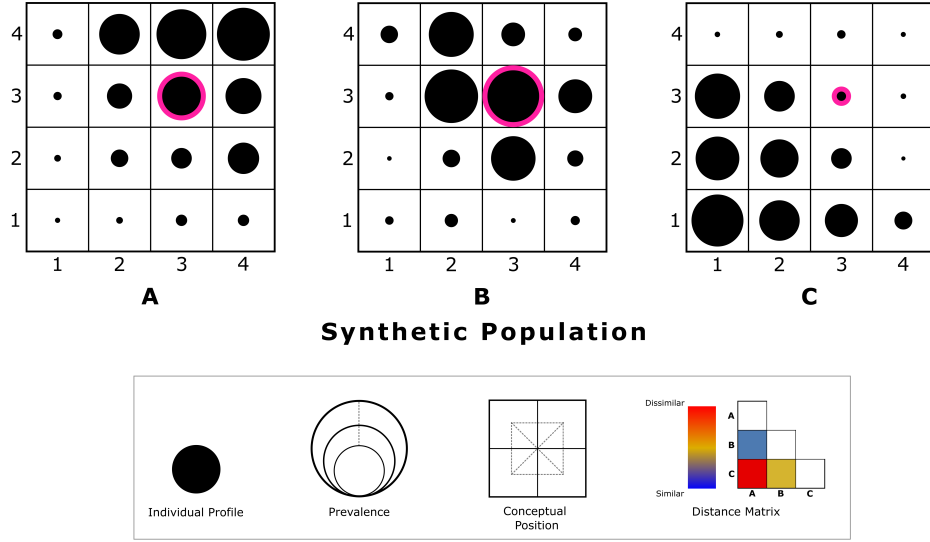 4 4 4
3 3 3
2 2 2
1 1 1
1 2 3 4 1 2 3 4 1 2 3 4
A B C
Synthetic Population
Dissimilar
A
B
C
Similar
A B C
Individual Profile Prevalence Conceptual Distance Matrix
Position